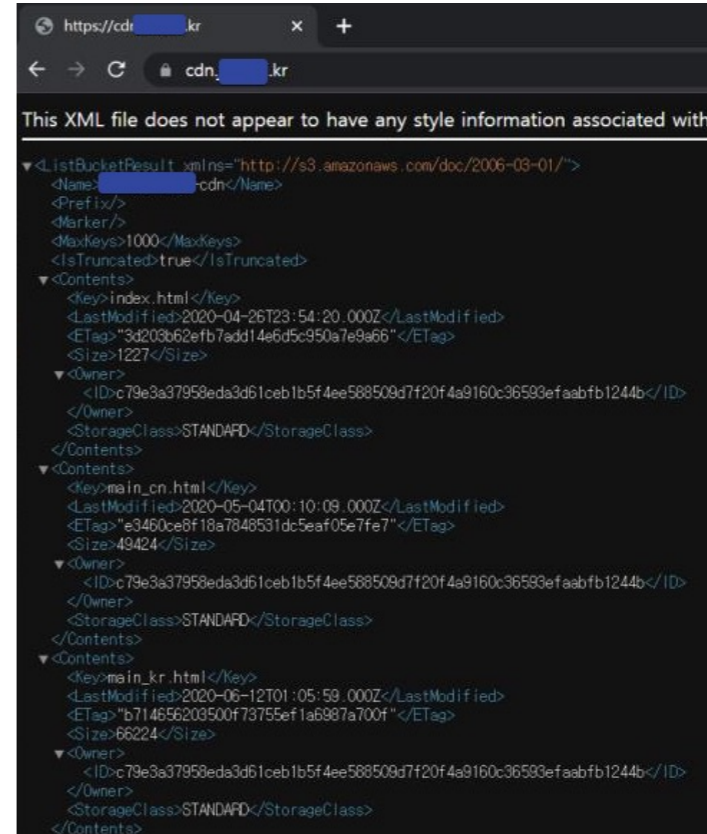 https://cdn .kr
cdn. .kr
This XML file does not appear to have any style information associated with
<ListBucketResult xmlns="http://s3.amazonaws.com/doc/2006-03-01/">
<Name> -cdn</Name>
<Prefix/>
<Marker/>
<MaxKeys>1000</MaxKeys>
<IsTruncated>true</IsTruncated>
<Contents>
<Key>index.html</Key>
<LastModified>2020-04-26T23:54:20.000Z</LastModified>
<ETag>"3d203b62efb7add14e6d5c950a7e9a66"</ETag>
<Size>1227</Size>
<Owner>
<ID>c79e3a37958eda3d61ceb1b5f4ee588509d7f20f4a9160c36593efaabfb1244b</ID>
</Owner>
<StorageClass>STANDARD</StorageClass>
</Contents>
<Contents>
<Key>main_cn.html</Key>
<LastModified>2020-05-04T00:10:09.000Z</LastModified>
<ETag>"e3460ce8f18a7848531dc5eaf05e7fe7"</ETag>
<Size>49424</Size>
<Owner>
<ID>c79e3a37958eda3d61ceb1b5f4ee588509d7f20f4a9160c36593efaabfb1244b</ID>
</Owner>
<StorageClass>STANDARD</StorageClass>
</Contents>
<Contents>
<Key>main_kr.html</Key>
<LastModified>2020-06-12T01:05:59.000Z</LastModified>
<ETag>"b714656203500f73755ef1a6987a700f"</ETag>
<Size>66224</Size>
<Owner>
<ID>c79e3a37958eda3d61ceb1b5f4ee588509d7f20f4a9160c36593efaabfb1244b</ID>
</Owner>
<StorageClass>STANDARD</StorageClass>
</Contents>